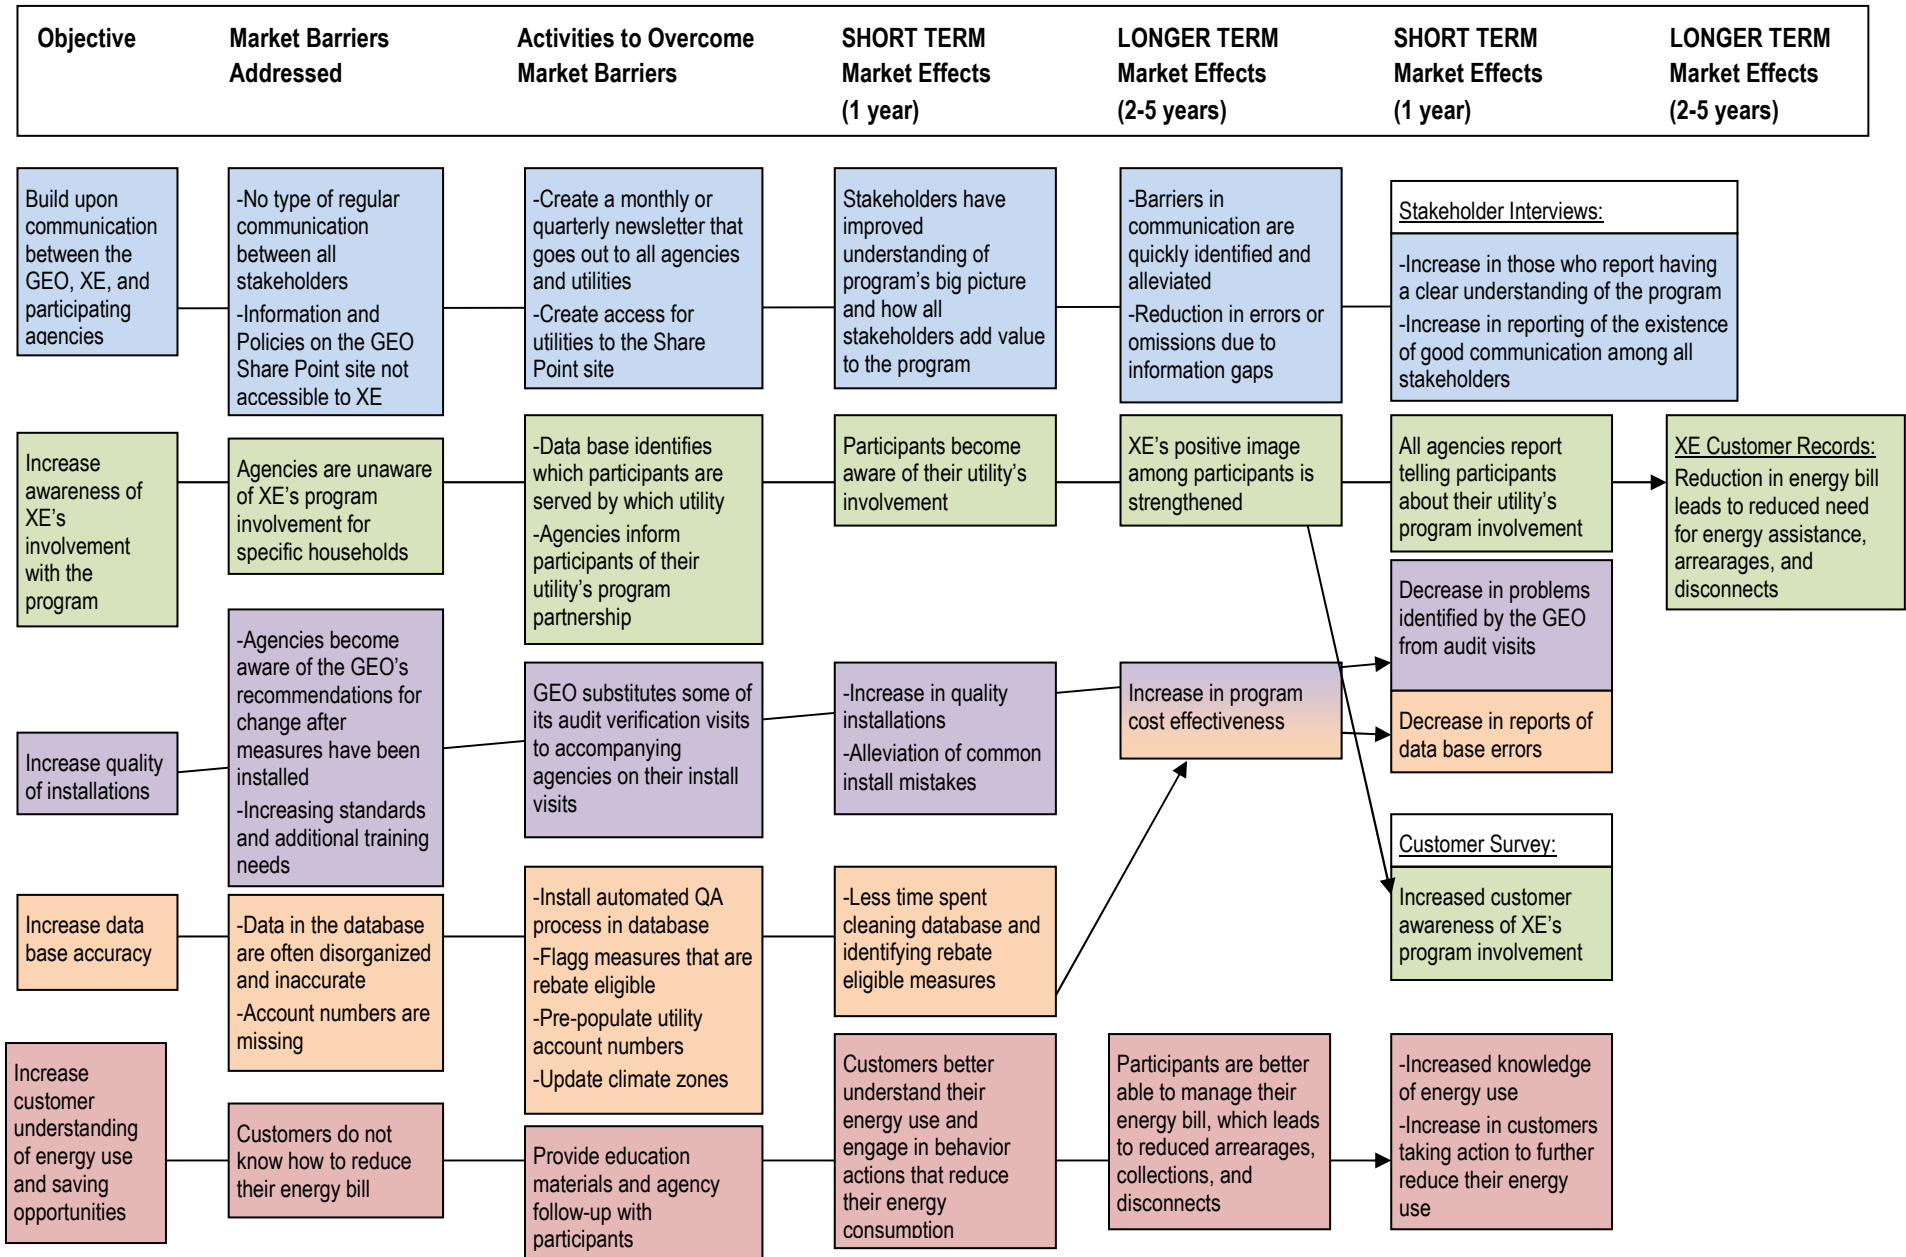 Objective
Market Barriers
Addressed
Activities to Overcome
Market Barriers
SHORT TERM
Market Effects
(1 year)
LONGER TERM
Market Effects
(2-5 years)
SHORT TERM
Market Effects
(1 year)
LONGER TERM
Market Effects
(2-5 years)
Build upon
communication
between the
GEO, XE, and
participating
agencies
-No type of regular
communication
between all
stakeholders
-Information and
Policies on the GEO
Share Point site not
accessible to XE
-Create a monthly or
quarterly newsletter that
goes out to all agencies
and utilities
-Create access for
utilities to the Share
Point site
Stakeholders have
improved
understanding of
program’s big picture
and how all
stakeholders add value
to the program
-Barriers in
communication are
quickly identified and
alleviated
-Reduction in errors or
omissions due to
information gaps
Stakeholder Interviews:
-Increase in those who report having
a clear understanding of the program
-Increase in reporting of the existence
of good communication among all
stakeholders
Increase
awareness of
XE’s
involvement
with the
program
Agencies are unaware
of XE’s program
involvement for
specific households
-Data base identifies
which participants are
served by which utility
-Agencies inform
participants of their
utility’s program
partnership
Participants become
aware of their utility’s
involvement
XE’s positive image
among participants is
strengthened
All agencies report
telling participants
about their utility’s
program involvement
XE Customer Records:
Reduction in energy bill
leads to reduced need
for energy assistance,
arrearages, and
disconnects
Increase quality
of installations
-Agencies become
aware of the GEO’s
recommendations for
change after
measures have been
installed
-Increasing standards
and additional training
needs
GEO substitutes some of
its audit verification visits
to accompanying
agencies on their install
visits
-Increase in quality
installations
-Alleviation of common
install mistakes
Increase in program
cost effectiveness
Decrease in problems
identified by the GEO
from audit visits
Decrease in reports of
data base errors
Customer Survey:
Increased customer
awareness of XE’s
program involvement
Increase data
base accuracy
-Data in the database
are often disorganized
and inaccurate
-Account numbers are
missing
-Install automated QA
process in database
-Flagg measures that are
rebate eligible
-Pre-populate utility
account numbers
-Update climate zones
-Less time spent
cleaning database and
identifying rebate
eligible measures
Increase
customer
understanding
of energy use
and saving
opportunities
Customers do not
know how to reduce
their energy bill
Provide education
materials and agency
follow-up with
participants
Customers better
understand their
energy use and
engage in behavior
actions that reduce
their energy
consumption
Participants are better
able to manage their
energy bill, which leads
to reduced arrearages,
collections, and
disconnects
-Increased knowledge
of energy use
-Increase in customers
taking action to further
reduce their energy
use